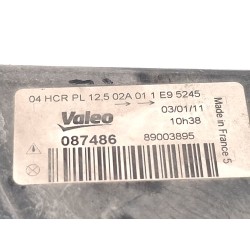 04 HCR PL 12.5 02A 01 1 E9 5245
→ →
Valeo
03/01/11
10h38
087486
89003895
Made in France 5